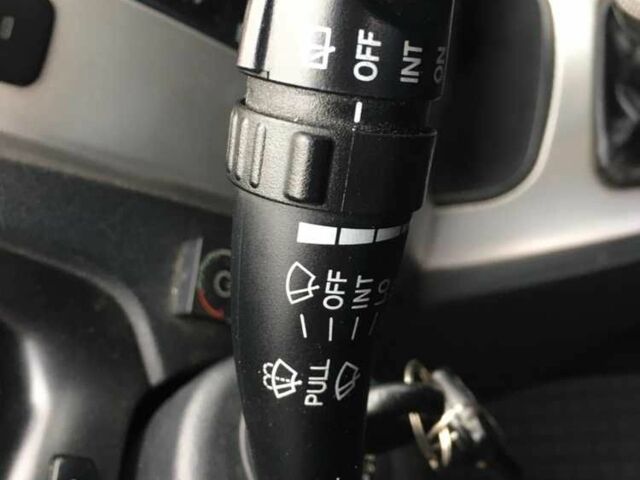 OFF INT ON
OFF INT LO
PULL